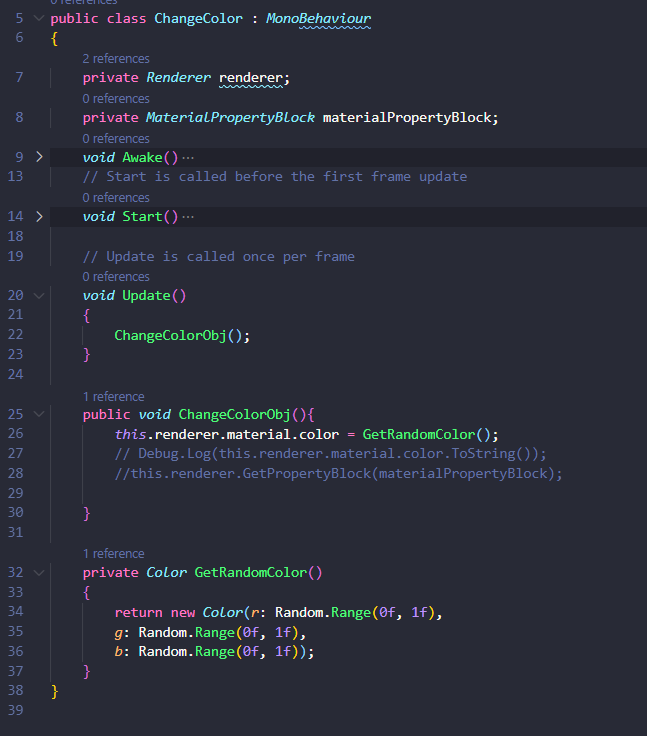 0 references
5 public class ChangeColor : MonoBehaviour
6 {
2 references
7 private Renderer renderer;
0 references
8 private MaterialPropertyBlock materialPropertyBlock;
0 references
9 void Awake()···
13 // Start is called before the first frame update
0 references
14 void Start()···
18
19 // Update is called once per frame
0 references
20 void Update()
21 {
22 ChangeColorObj();
23 }
24
1 reference
25 public void ChangeColorObj(){
26 this.renderer.material.color = GetRandomColor();
27 // Debug.Log(this.renderer.material.color.ToString());
28 //this.renderer.GetPropertyBlock(materialPropertyBlock);
29
30 }
31
1 reference
32 private Color GetRandomColor()
33 {
34 return new Color(r: Random.Range(0f, 1f),
35 g: Random.Range(0f, 1f),
36 b: Random.Range(0f, 1f));
37 }
38 }
39